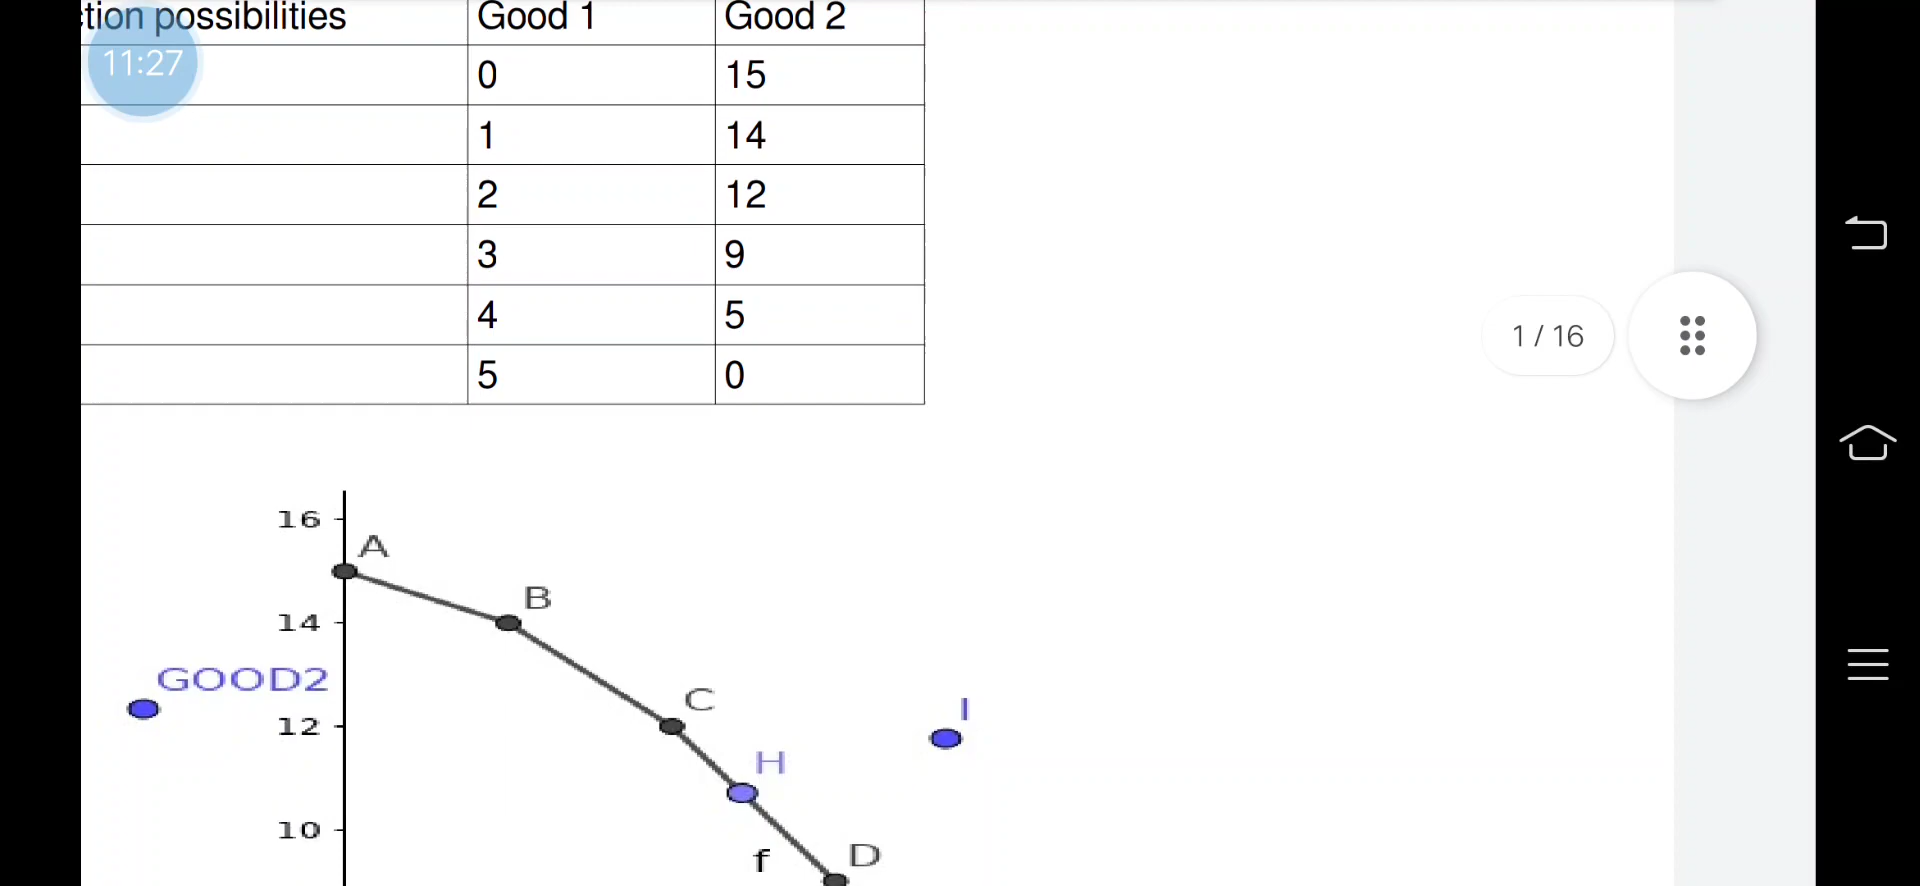 tion possibilities Good 1 Good 2
11:27
0 15
1 14
2 12
3 9
1 / 16
4 5
5 0
16
A
B
14
GOOD2
C
I
12
H
10
f
D